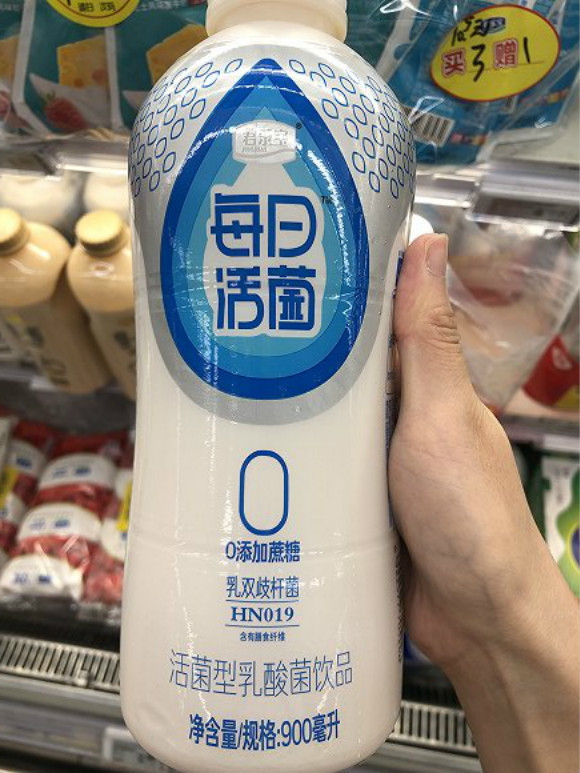 买3赠1
君乐宝
JUNLEBAO
每日
TM
活菌
0
0添加蔗糖
乳双歧杆菌
HN019
含有膳食纤维
活菌型乳酸菌饮品
净含量/规格:900毫升